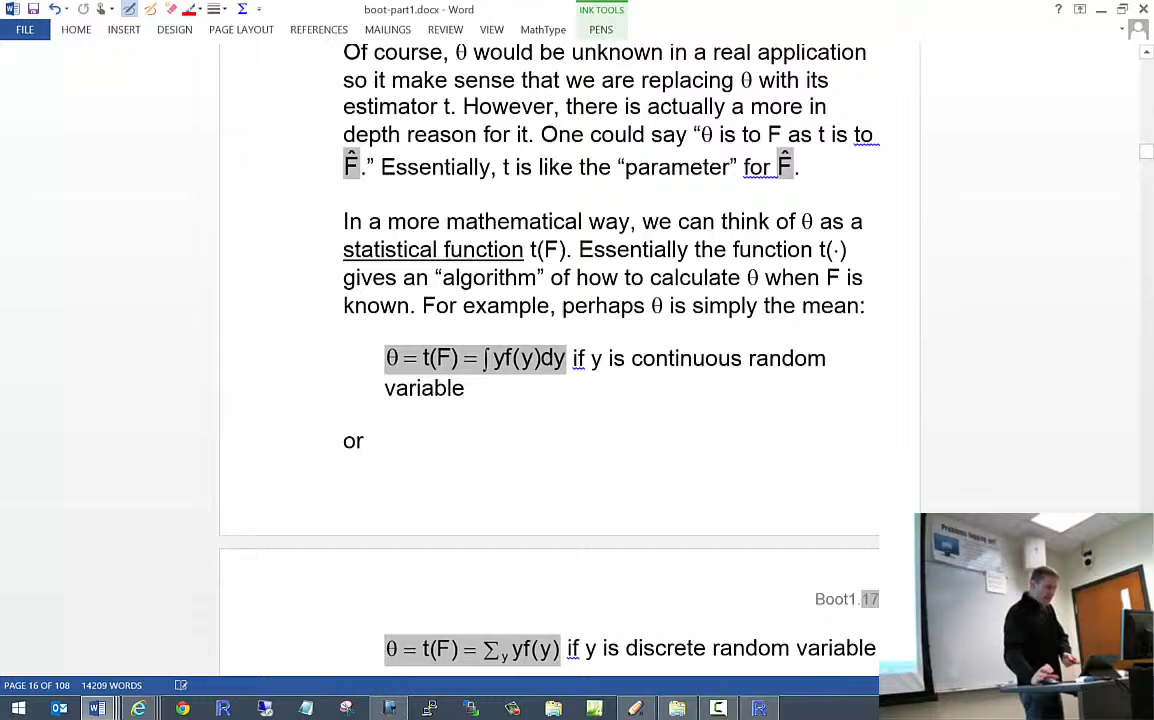 boot-part1.docx - Word
INK TOOLS
FILE HOME INSERT DESIGN PAGE LAYOUT REFERENCES MAILINGS REVIEW VIEW MathType PENS
Of course, θ would be unknown in a real application
so it make sense that we are replacing θ with its
estimator t. However, there is actually a more in
depth reason for it. One could say “θ is to F as t is to
F̂.” Essentially, t is like the “parameter” for F̂.
In a more mathematical way, we can think of θ as a
statistical function t(F). Essentially the function t(·)
gives an “algorithm” of how to calculate θ when F is
known. For example, perhaps θ is simply the mean:
θ = t(F) = ∫ yf(y)dy if y is continuous random
variable
or
Problems logging on?
Boot1.17
θ = t(F) = ∑y yf(y) if y is discrete random variable
PAGE 16 OF 108 14209 WORDS